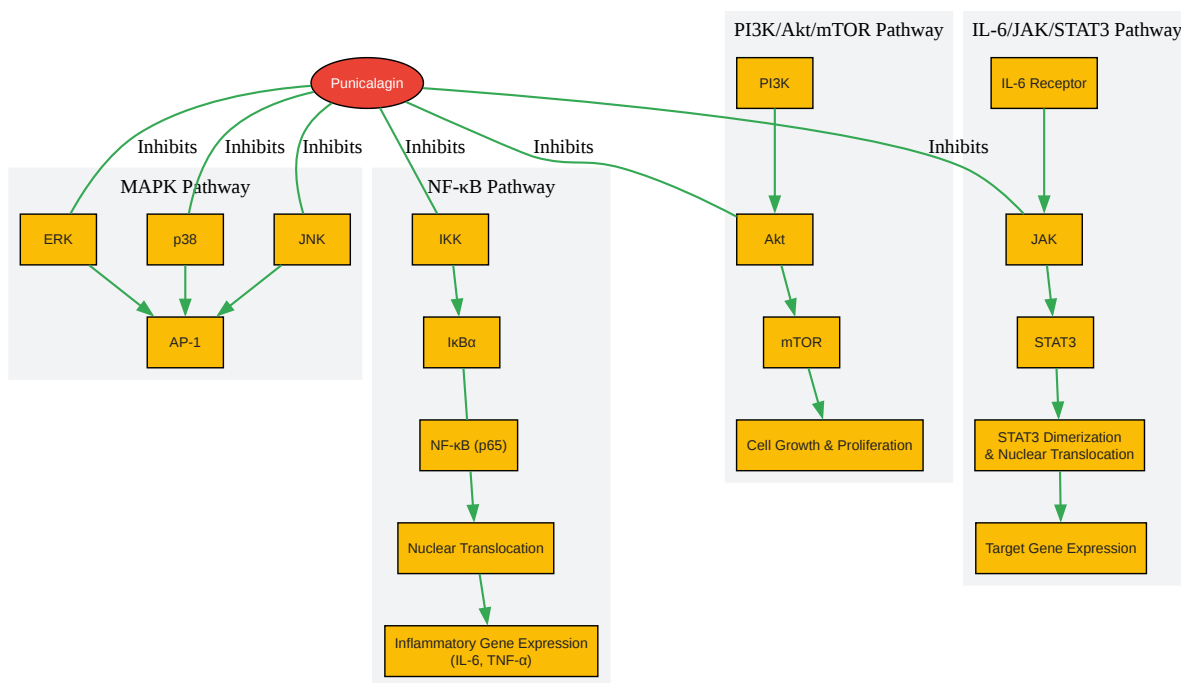 PI3K/Akt/mTOR Pathway
IL-6/JAK/STAT3 Pathway
Punicalagin
PI3K
IL-6 Receptor
Inhibits
Inhibits
Inhibits
Inhibits
Inhibits
Inhibits
MAPK Pathway
NF-κB Pathway
ERK
p38
JNK
IKK
Akt
JAK
AP-1
IκBα
mTOR
STAT3
NF-κB (p65)
Cell Growth & Proliferation
STAT3 Dimerization
& Nuclear Translocation
Nuclear Translocation
Target Gene Expression
Inflammatory Gene Expression
(IL-6, TNF-α)